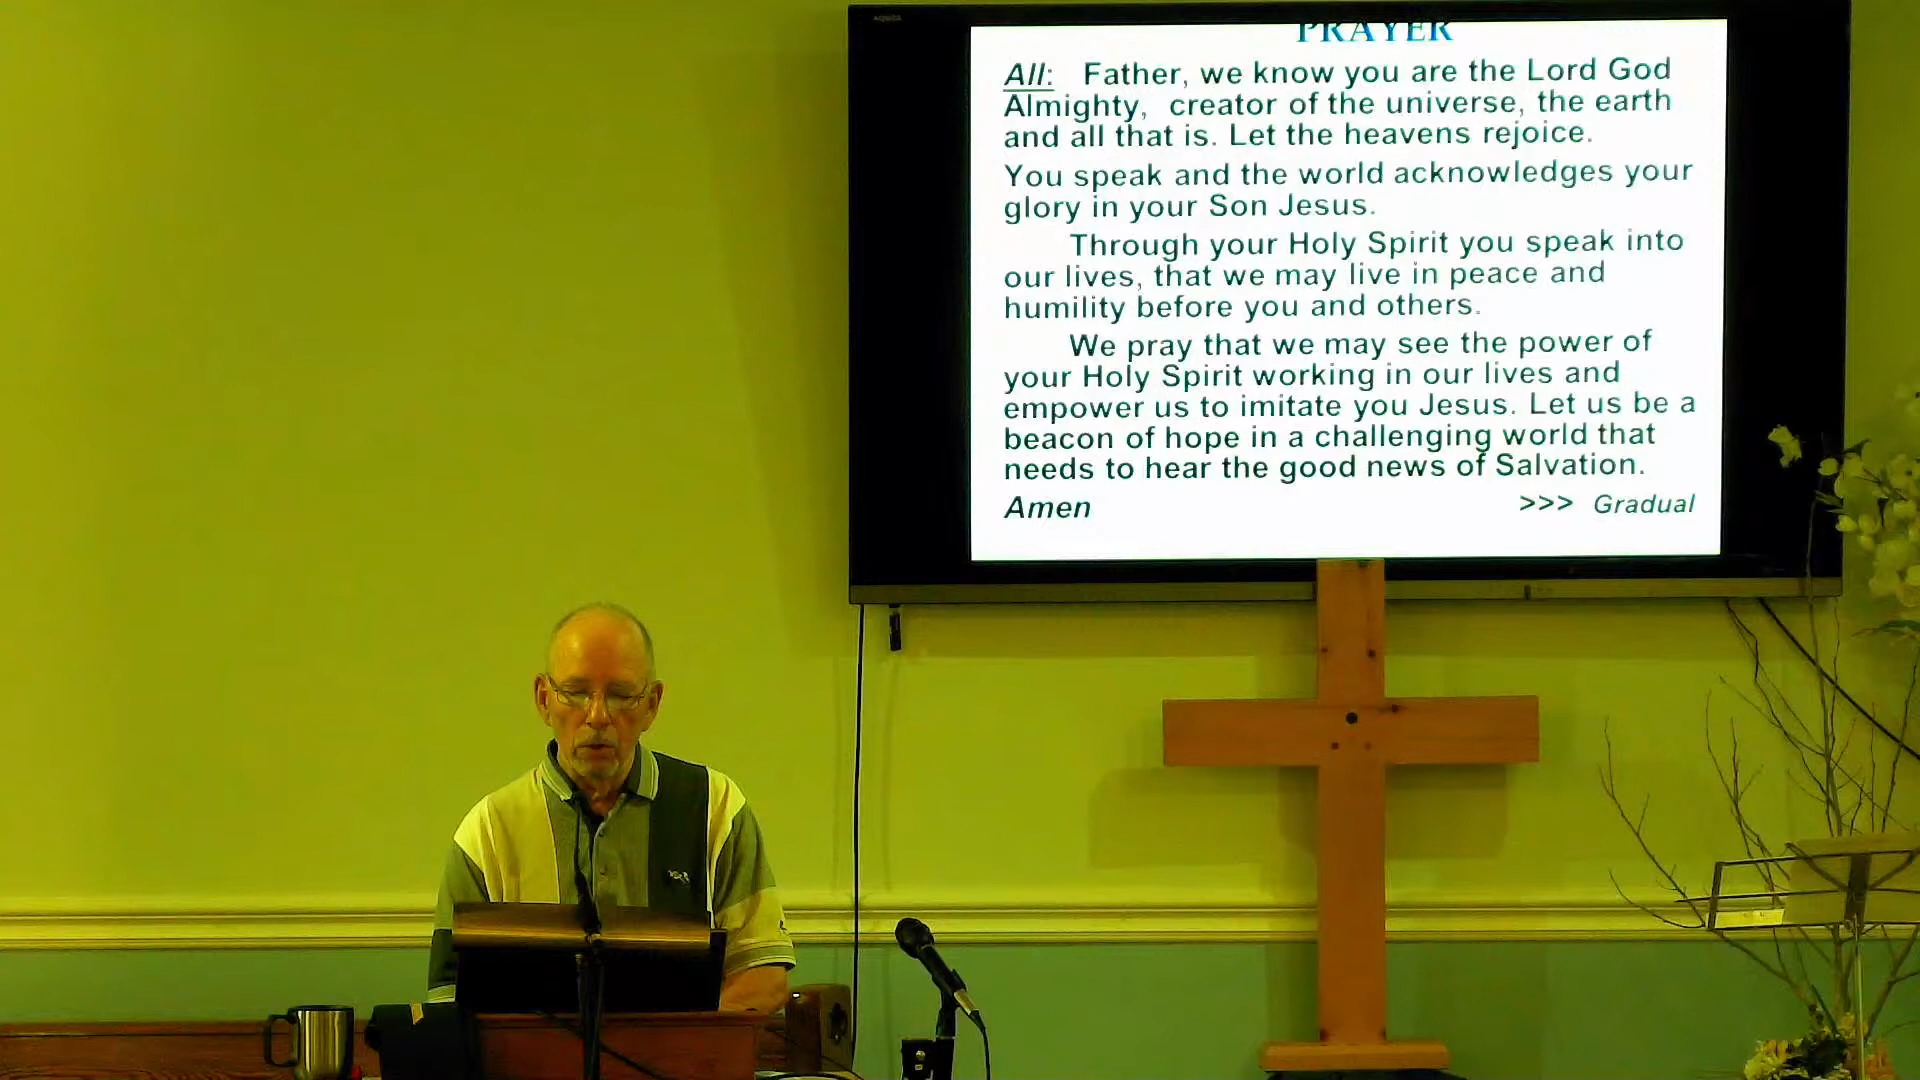 PRAYER
All: Father, we know you are the Lord God
Almighty, creator of the universe, the earth
and all that is. Let the heavens rejoice.
You speak and the world acknowledges your
glory in your Son Jesus.
Through your Holy Spirit you speak into
our lives, that we may live in peace and
humility before you and others.
We pray that we may see the power of
your Holy Spirit working in our lives and
empower us to imitate you Jesus. Let us be a
beacon of hope in a challenging world that
needs to hear the good news of Salvation.
Amen >>> Gradual